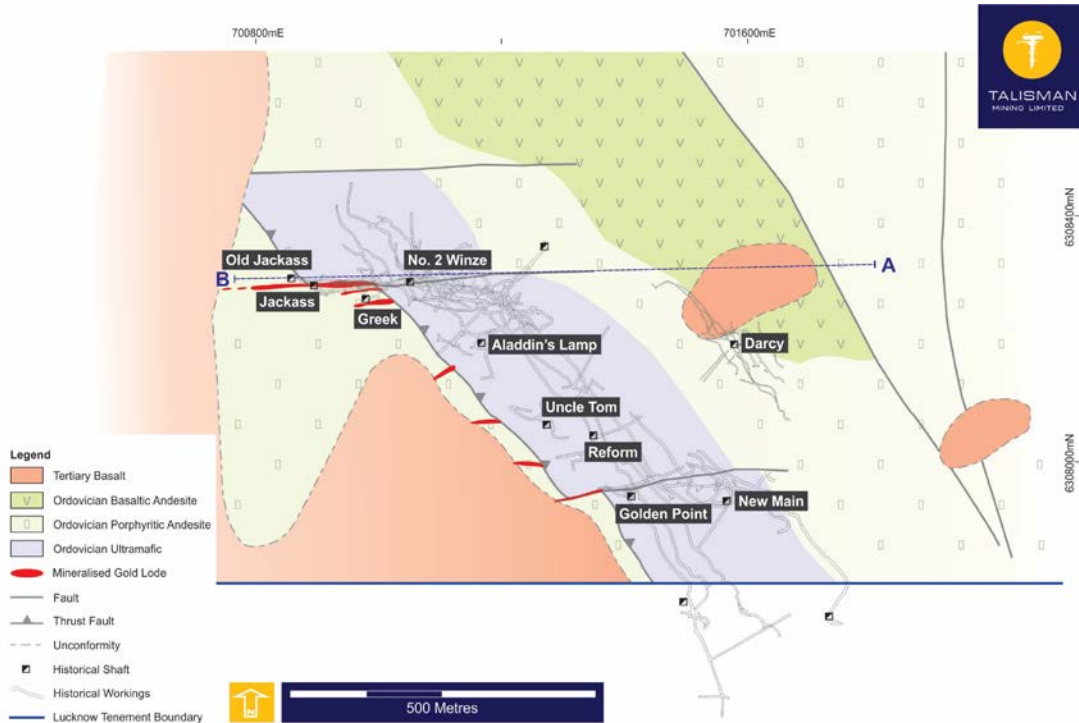 700800mE
701600mE
TALISMAN
MINING LIMITED
6308400mN
Old Jackass
No. 2 Winze
B
A
Jackass
Greek
Aladdin's Lamp
Darcy
Uncle Tom
Reform
6308000mN
Golden Point
New Main
Legend
Tertiary Basalt
V
Ordovician Basaltic Andesite
Ordovician Porphyritic Andesite
Ordovician Ultramafic
Mineralised Gold Lode
Fault
Thrust Fault
Unconformity
Historical Shaft
Historical Workings
Lucknow Tenement Boundary
500 Metres